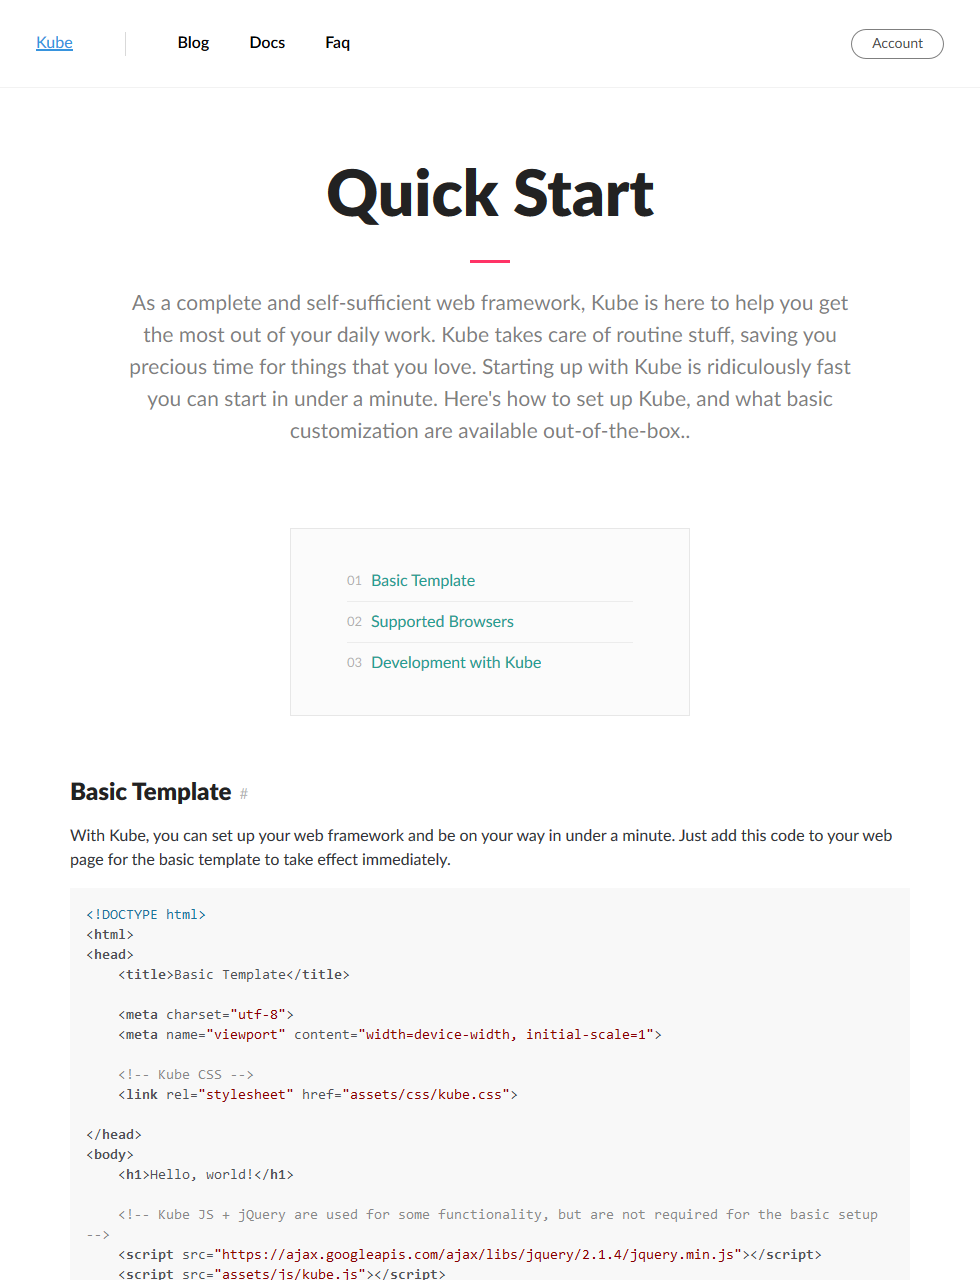 Kube
Blog
Docs
Faq
Account
Quick Start
As a complete and self-sufficient web framework, Kube is here to help you get
the most out of your daily work. Kube takes care of routine stuff, saving you
precious time for things that you love. Starting up with Kube is ridiculously fast
you can start in under a minute. Here's how to set up Kube, and what basic
customization are available out-of-the-box..
01 Basic Template
02 Supported Browsers
03 Development with Kube
Basic Template #
With Kube, you can set up your web framework and be on your way in under a minute. Just add this code to your web
page for the basic template to take effect immediately.
<!DOCTYPE html>
<html>
<head>
    <title>Basic Template</title>
    <meta charset="utf-8">
    <meta name="viewport" content="width=device-width, initial-scale=1">
    <!-- Kube CSS -->
    <link rel="stylesheet" href="assets/css/kube.css">
</head>
<body>
    <h1>Hello, world!</h1>
    <!-- Kube JS + jQuery are used for some functionality, but are not required for the basic setup
-->
    <script src="https://ajax.googleapis.com/ajax/libs/jquery/2.1.4/jquery.min.js"></script>
    <script src="assets/js/kube.js"></script>